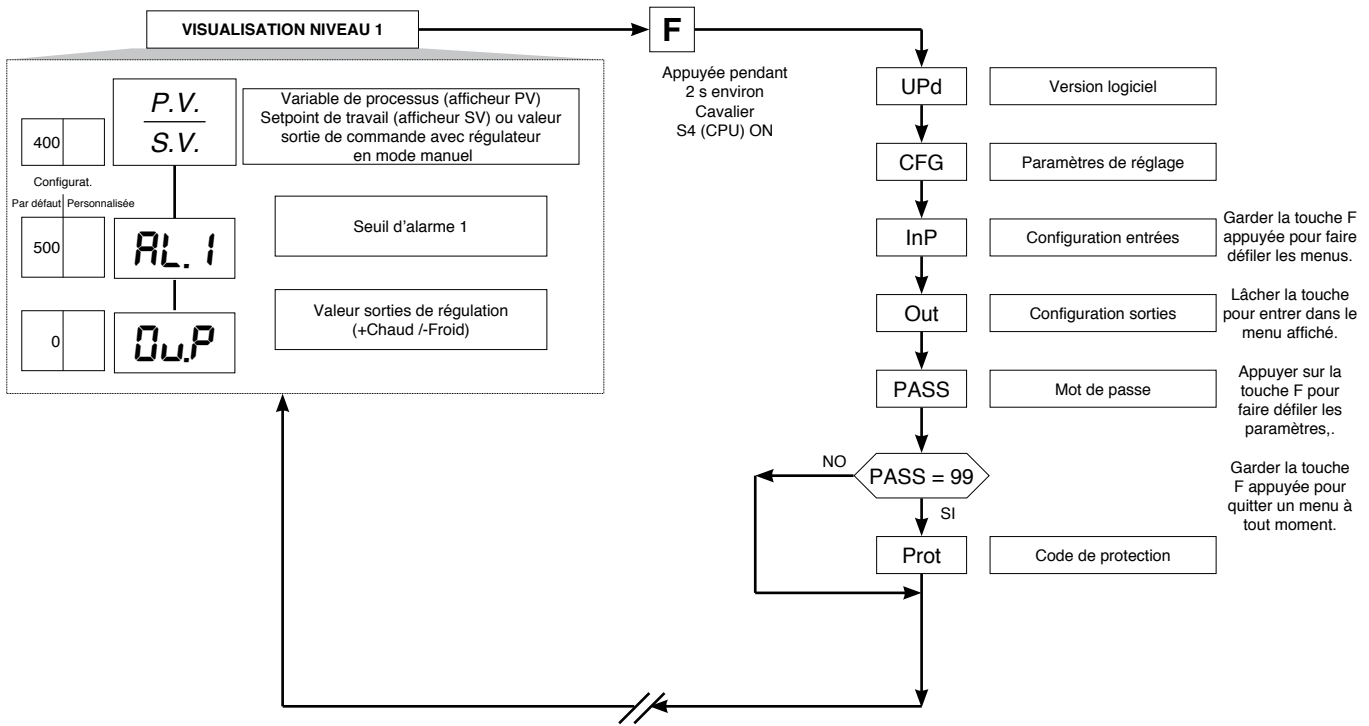 VISUALISATION NIVEAU 1
F
Appuyée pendant
2 s environ
Cavalier
S4 (CPU) ON
P.V.
S.V.
400
Variable de processus (afficheur PV)
Setpoint de travail (afficheur SV) ou valeur
sortie de commande avec régulateur
en mode manuel
Configurat.
Par défaut Personnalisée
500
AL. 1
Seuil d'alarme 1
0
Ou.P
Valeur sorties de régulation
(+Chaud /-Froid)
UPd
Version logiciel
CFG
Paramètres de réglage
InP
Configuration entrées
Out
Configuration sorties
PASS
Mot de passe
NO
PASS = 99
SI
Prot
Code de protection
Garder la touche F
appuyée pour faire
défiler les menus.
Lâcher la touche
pour entrer dans le
menu affiché.
Appuyer sur la
touche F pour
faire défiler les
paramètres,.
Garder la touche
F appuyée pour
quitter un menu à
tout moment.